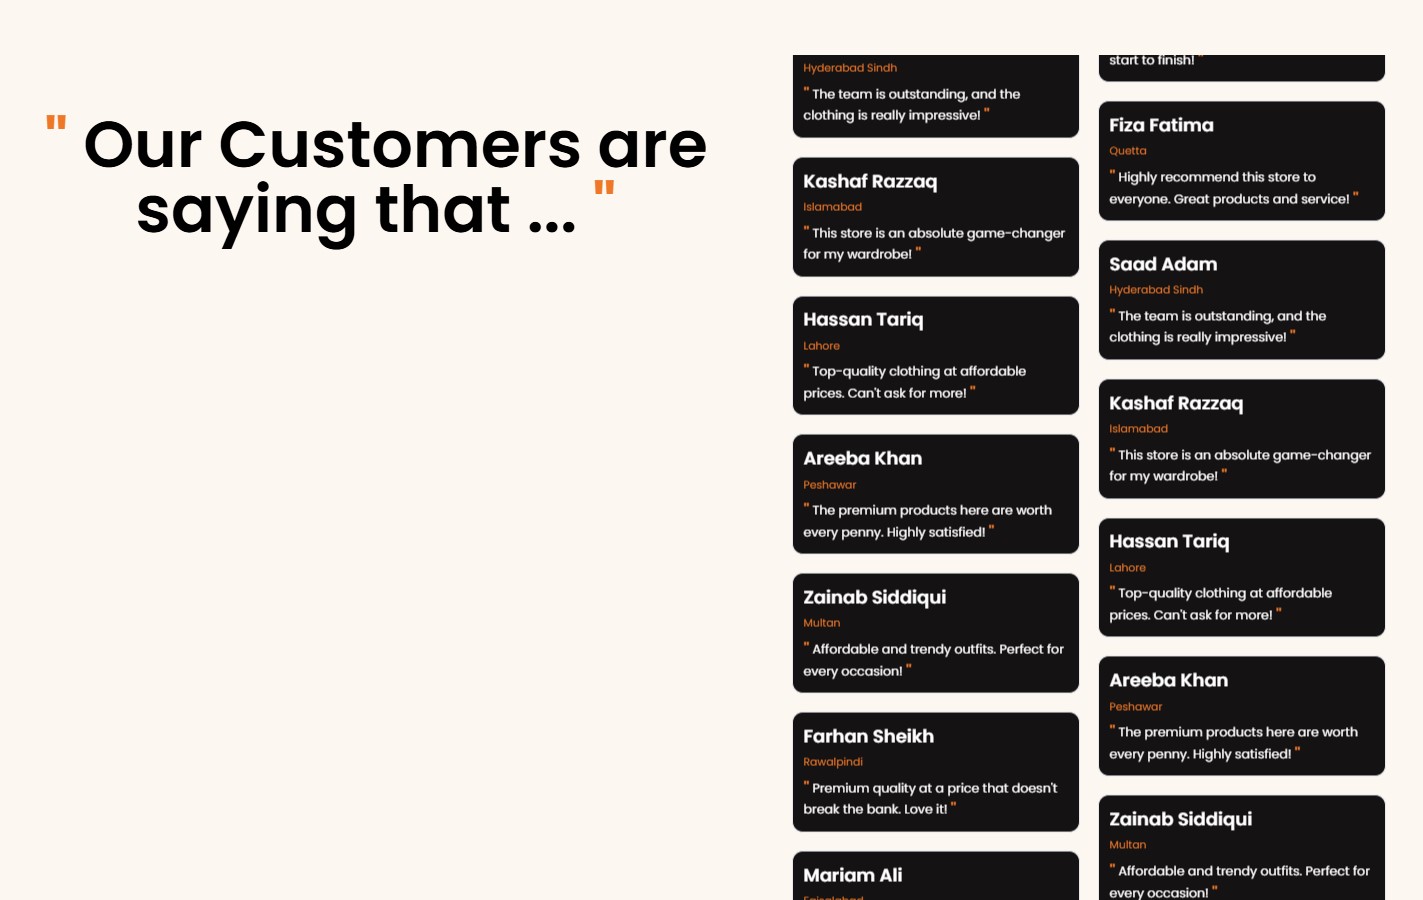 " Our Customers are
saying that ... "
Hyderabad Sindh
" The team is outstanding, and the
clothing is really impressive! "
Kashaf Razzaq
Islamabad
" This store is an absolute game-changer
for my wardrobe! "
Hassan Tariq
Lahore
" Top-quality clothing at affordable
prices. Can't ask for more! "
Areeba Khan
Peshawar
" The premium products here are worth
every penny. Highly satisfied! "
Zainab Siddiqui
Multan
" Affordable and trendy outfits. Perfect for
every occasion! "
Farhan Sheikh
Rawalpindi
" Premium quality at a price that doesn't
break the bank. Love it! "
Mariam Ali
start to finish! "
Fiza Fatima
Quetta
" Highly recommend this store to
everyone. Great products and service! "
Saad Adam
Hyderabad Sindh
" The team is outstanding, and the
clothing is really impressive! "
Kashaf Razzaq
Islamabad
" This store is an absolute game-changer
for my wardrobe! "
Hassan Tariq
Lahore
" Top-quality clothing at affordable
prices. Can't ask for more! "
Areeba Khan
Peshawar
" The premium products here are worth
every penny. Highly satisfied! "
Zainab Siddiqui
Multan
" Affordable and trendy outfits. Perfect for
every occasion! "